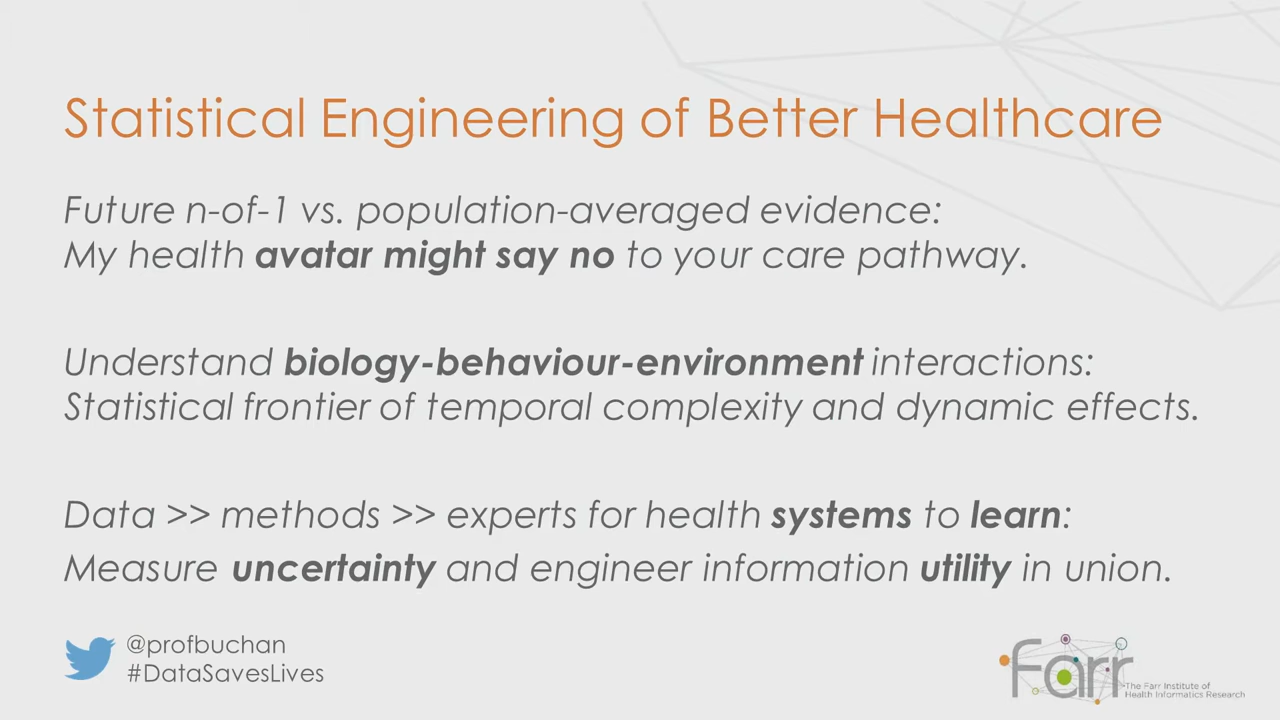 Statistical Engineering of Better Healthcare
Future n-of-1 vs. population-averaged evidence:
My health avatar might say no to your care pathway.
Understand biology-behaviour-environment interactions:
Statistical frontier of temporal complexity and dynamic effects.
Data >> methods >> experts for health systems to learn:
Measure uncertainty and engineer information utility in union.
@profbuchan
#DataSavesLives
farr
The Farr Institute of
Health Informatics Research